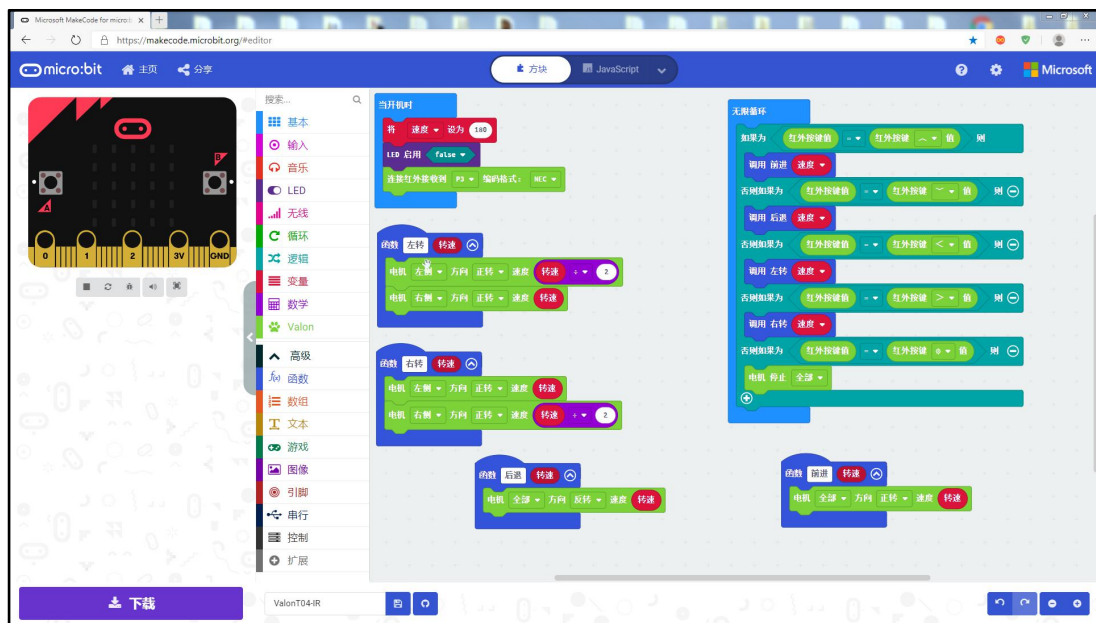 Microsoft MakeCode for micro:b
https://makecode.microbit.org/#editor
micro:bit 主页 分享 方块 JavaScript Microsoft
搜索...
基本
输入
音乐
LED
无线
循环
逻辑
变量
数学
Valon
高级
函数
数组
文本
游戏
图像
引脚
串行
控制
扩展
A
B
0 1 2 3V GND
当开机时
将 速度 设为 180
LED 启用 false
连接红外接收到 P3 编码格式: NEC
函数 左转 转速
电机 左侧 方向 正转 速度 转速 ÷ 2
电机 右侧 方向 正转 速度 转速
函数 右转 转速
电机 左侧 方向 正转 速度 转速
电机 右侧 方向 正转 速度 转速 ÷ 2
函数 后退 转速
电机 全部 方向 反转 速度 转速
无限循环
如果为 红外按键值 = 红外按键 ︿ 值 则
调用 前进 速度
否则如果为 红外按键值 = 红外按键 ﹀ 值 则
调用 后退 速度
否则如果为 红外按键值 = 红外按键 < 值 则
调用 左转 速度
否则如果为 红外按键值 = 红外按键 > 值 则
调用 右转 速度
否则如果为 红外按键值 = 红外按键 值 则
电机 停止 全部
函数 前进 转速
电机 全部 方向 正转 速度 转速
下载
ValonT04-IR